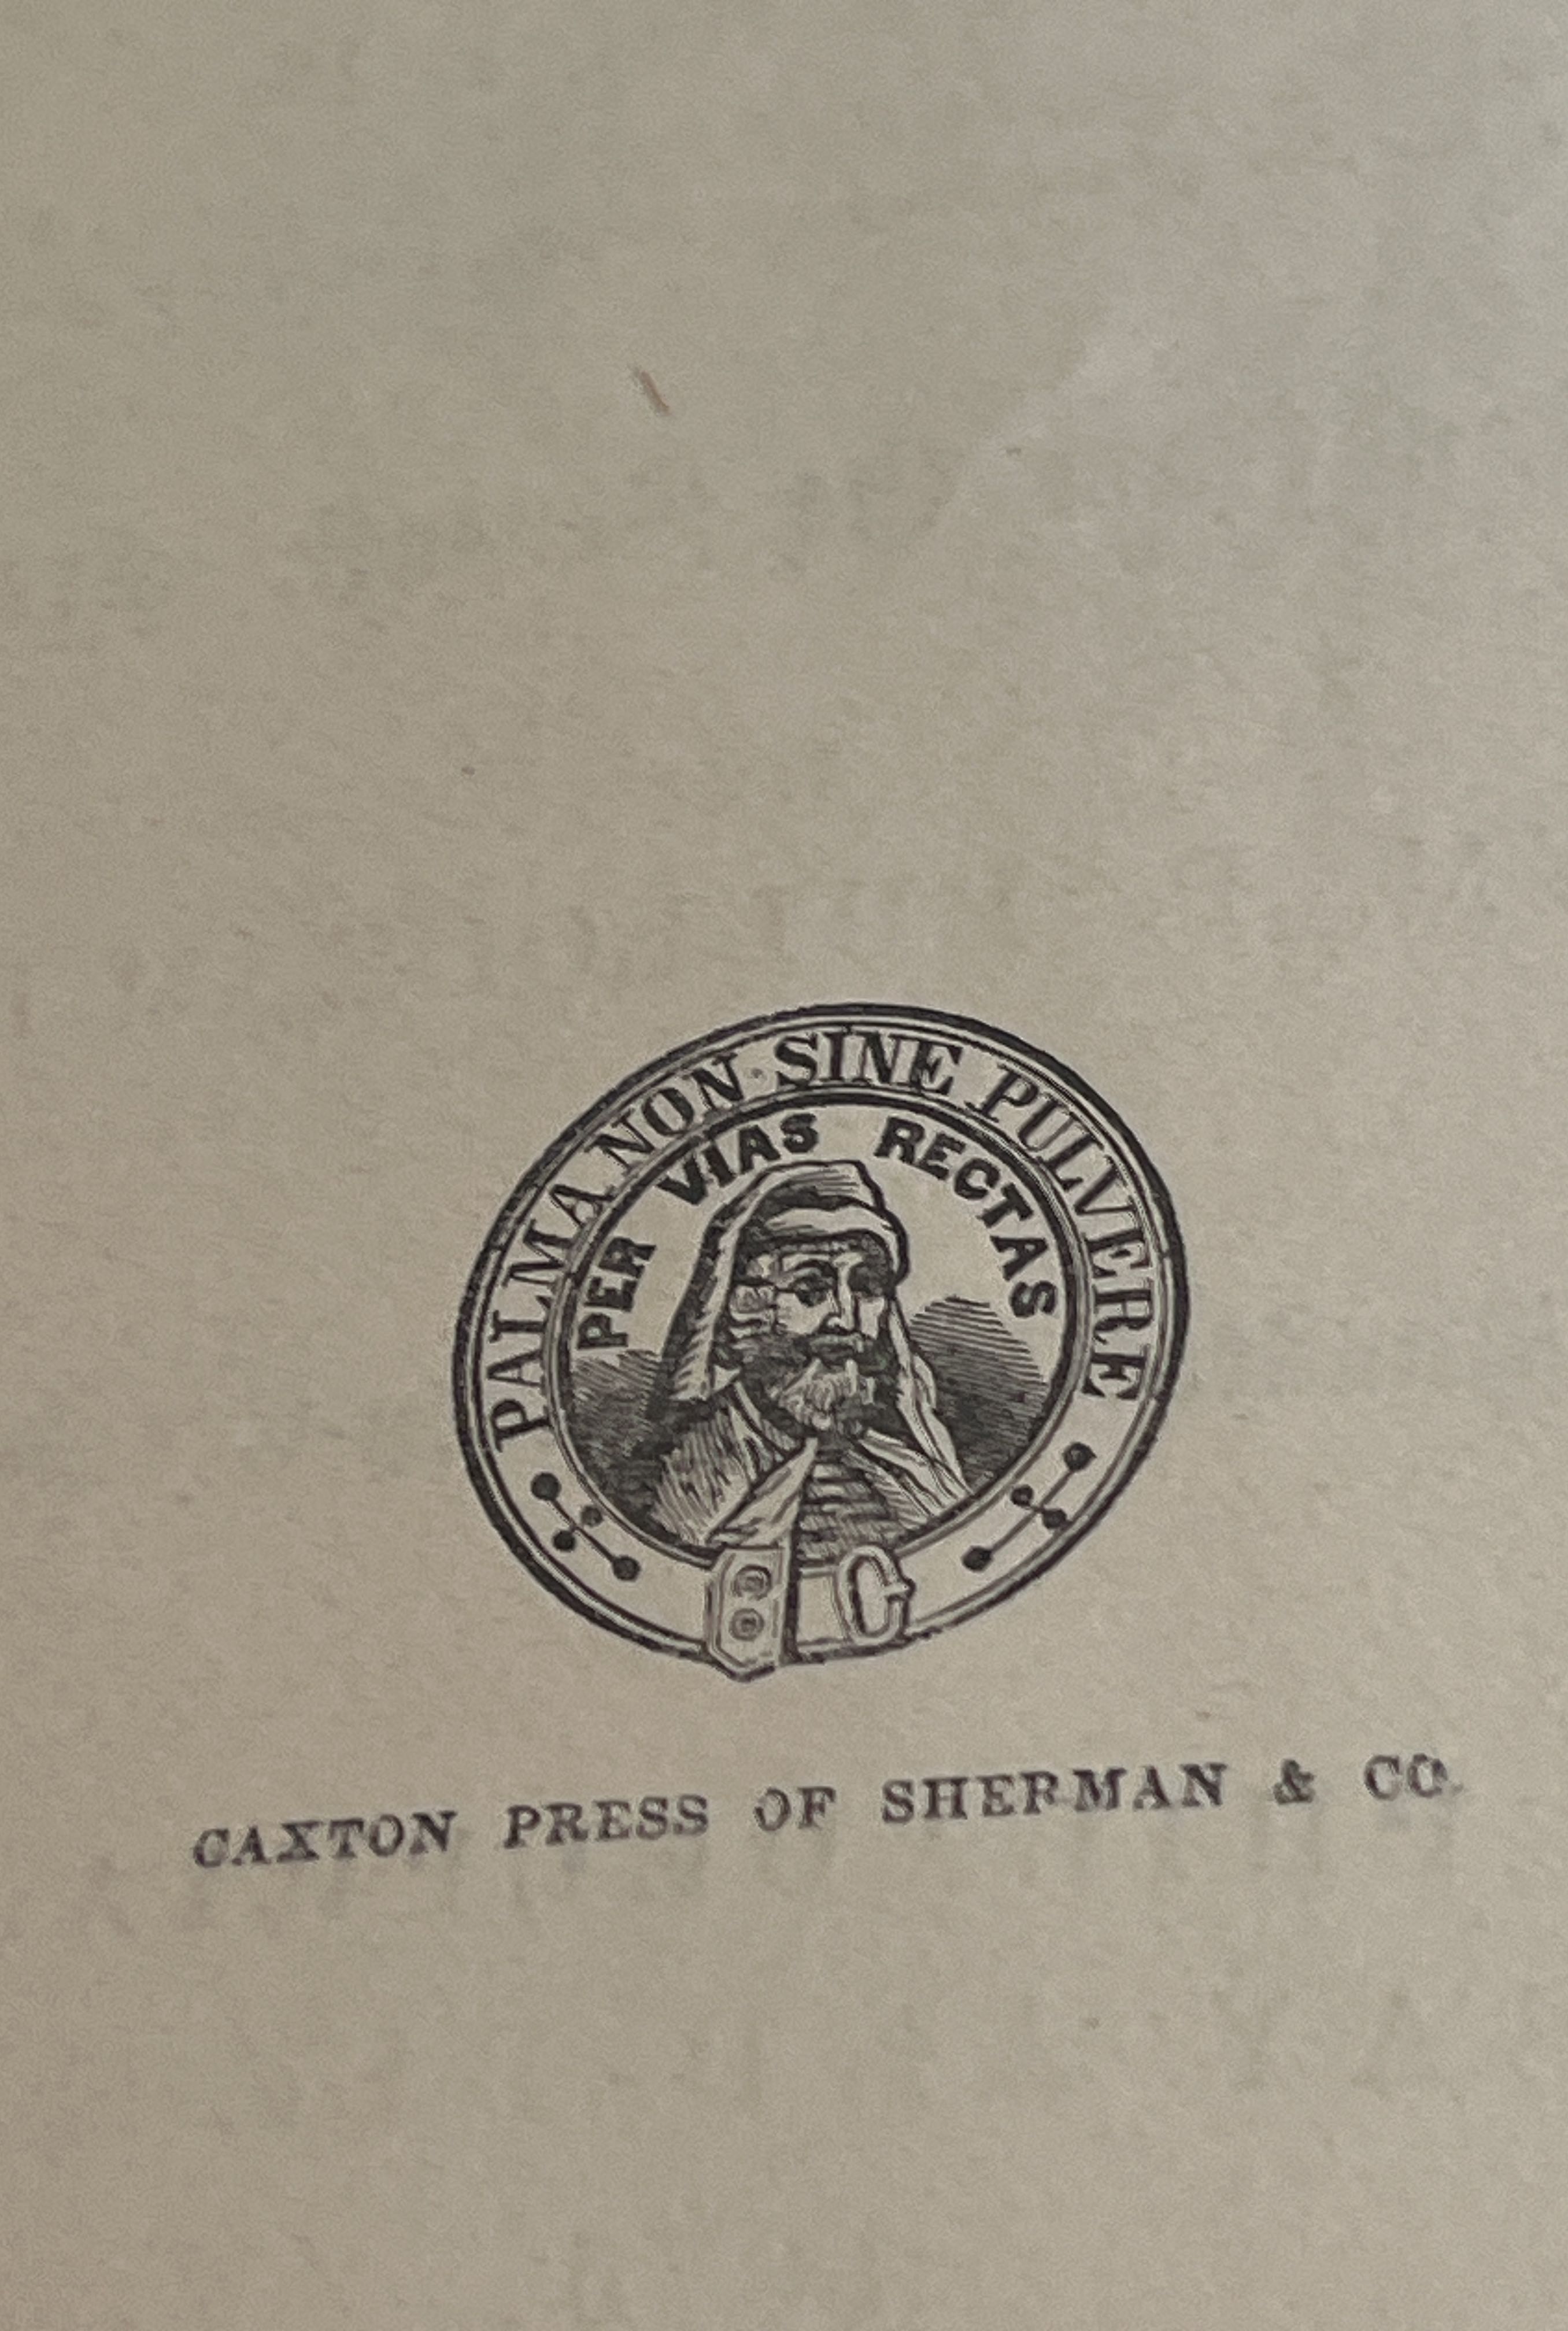 PALMA NON SINE PULVERE
PER VIAS RECTAS
CAXTON PRESS OF SHERMAN & CO.